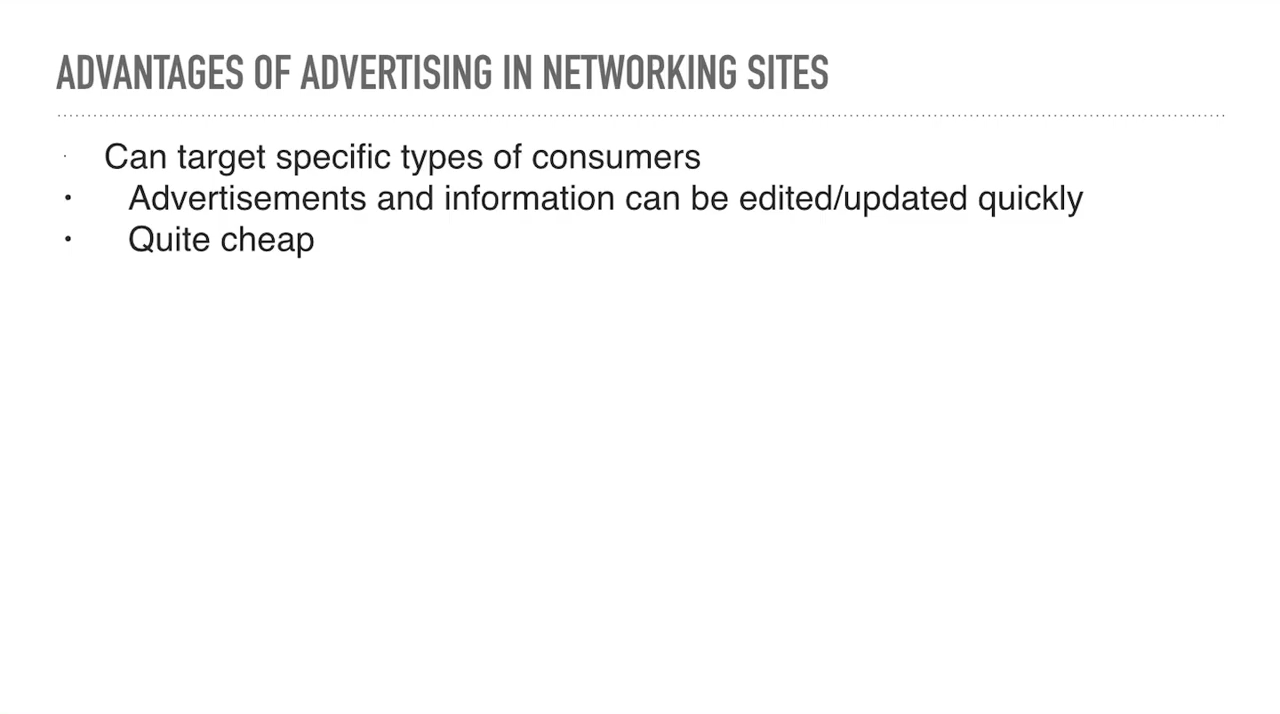 ADVANTAGES OF ADVERTISING IN NETWORKING SITES
· Can target specific types of consumers
• Advertisements and information can be edited/updated quickly
• Quite cheap